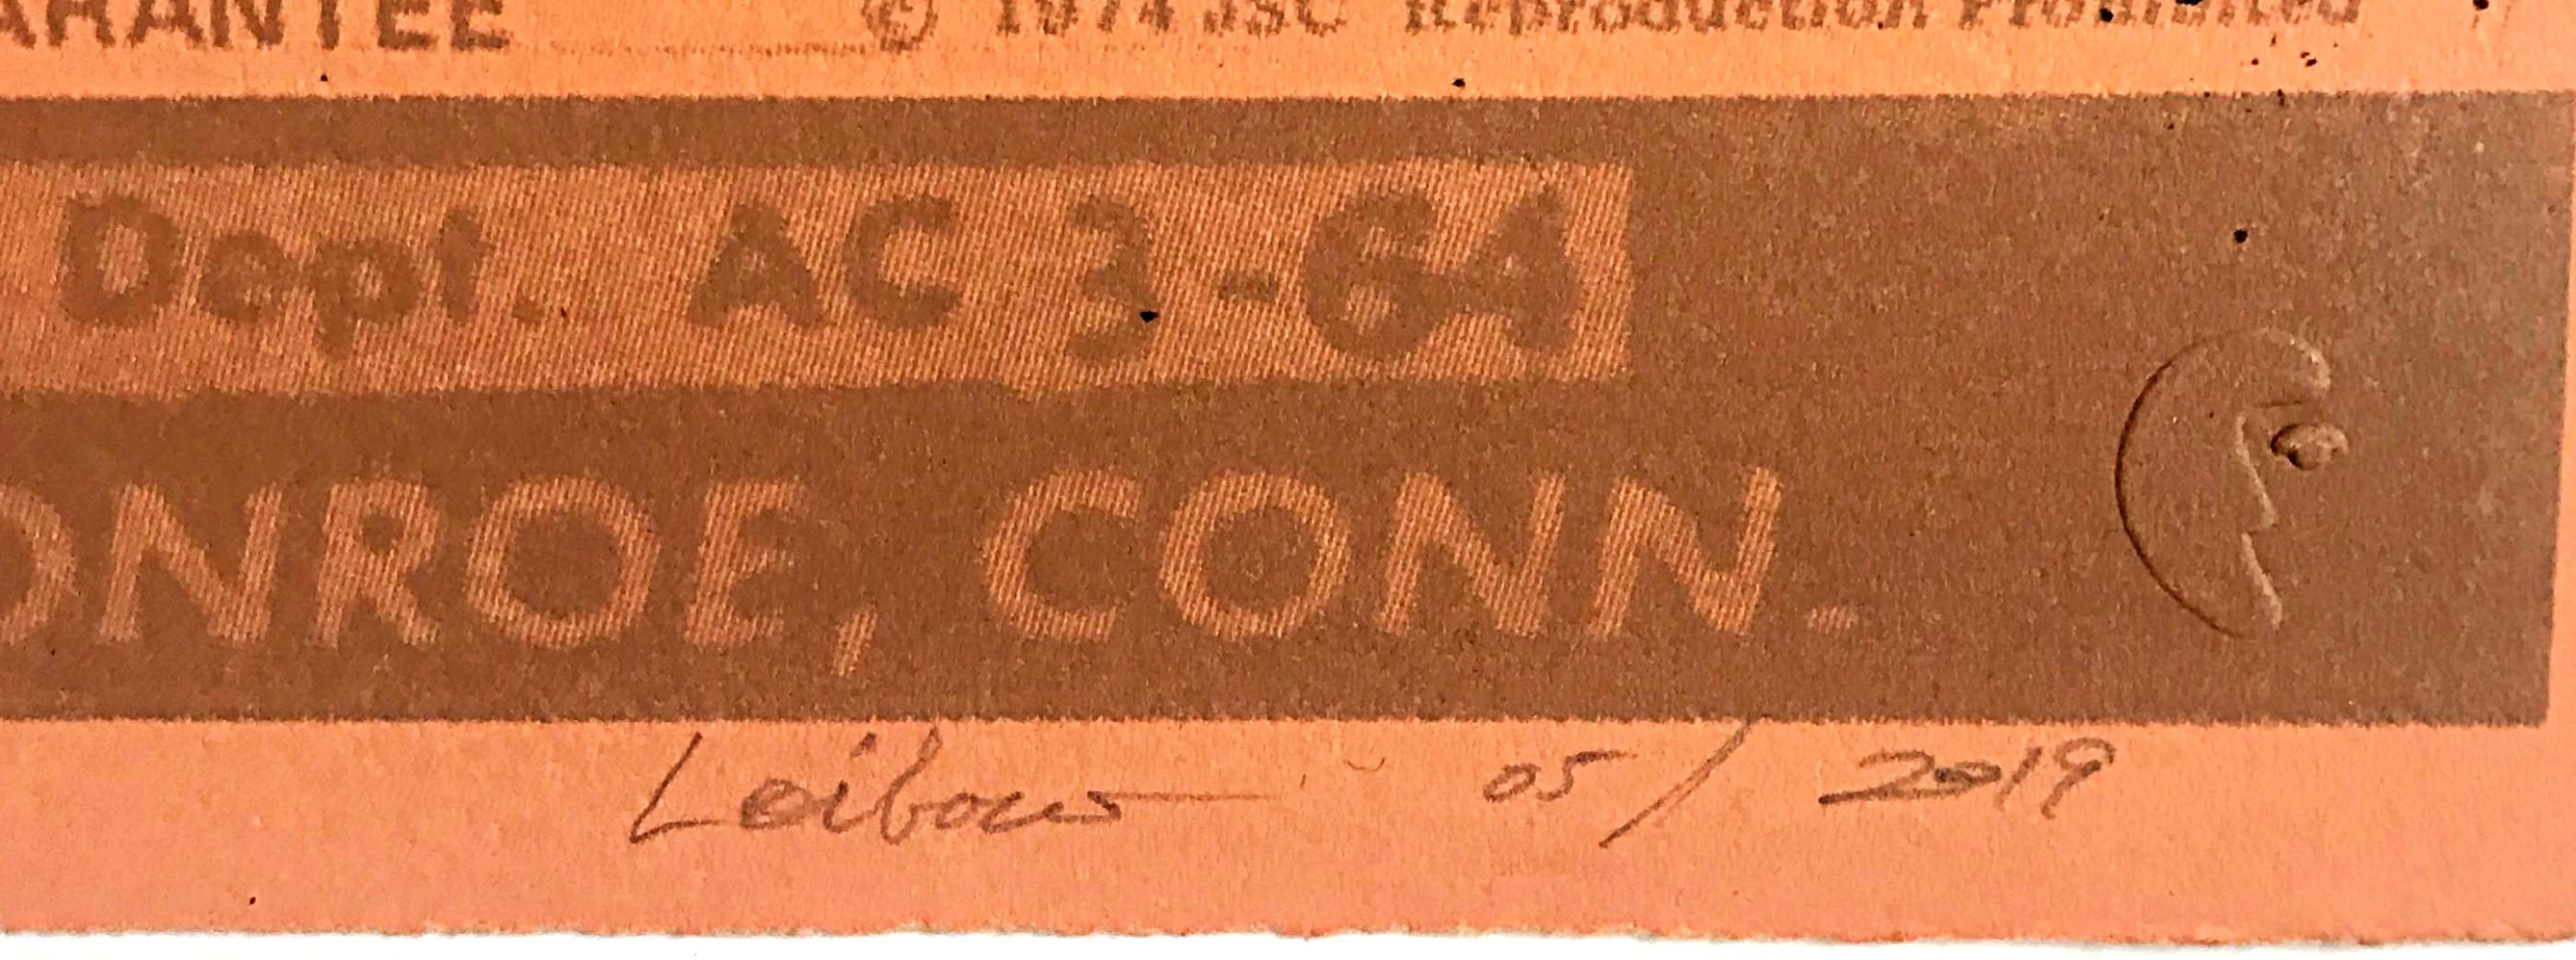 ARANTEE © 1974 JSC Reproduction Prohibited
Dept. AC 3-64
ONROE, CONN.
Leibow 05/2019